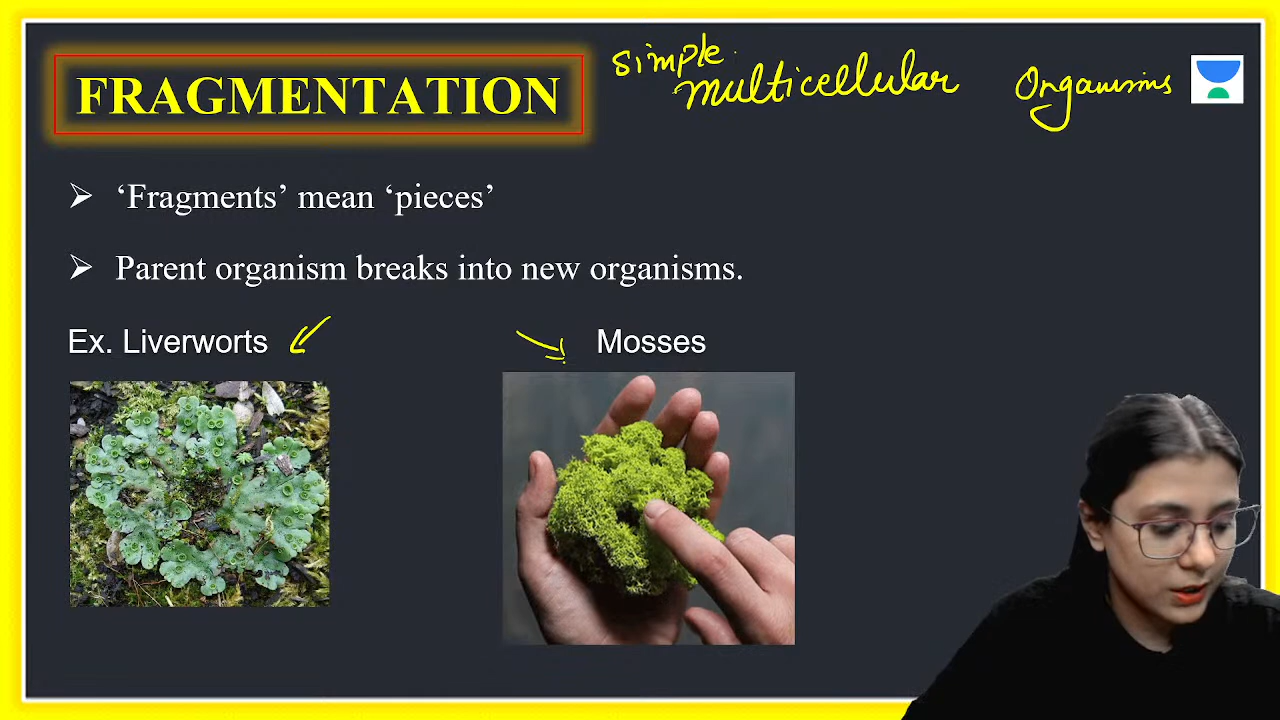 FRAGMENTATION
simple
multicellular Organisms
➢ ‘Fragments’ mean ‘pieces’
➢ Parent organism breaks into new organisms.
Ex. Liverworts
Mosses